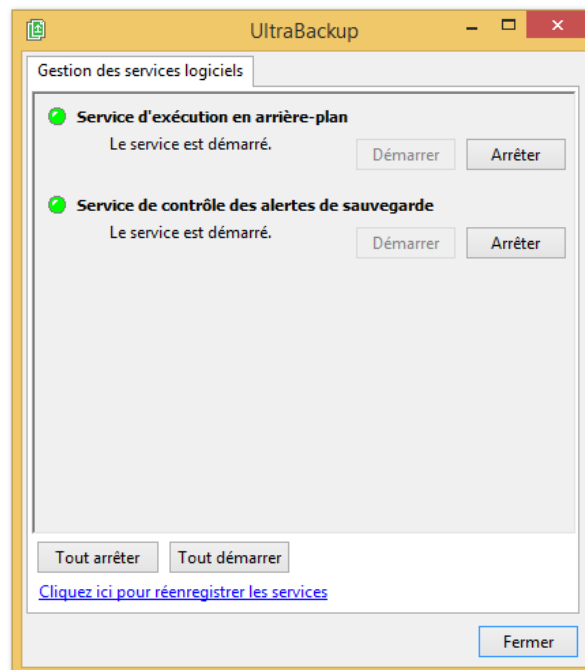 UltraBackup
Gestion des services logiciels
Service d'exécution en arrière-plan
Le service est démarré.
Démarrer Arrêter
Service de contrôle des alertes de sauvegarde
Le service est démarré.
Démarrer Arrêter
Tout arrêter Tout démarrer
Cliquez ici pour réenregistrer les services
Fermer